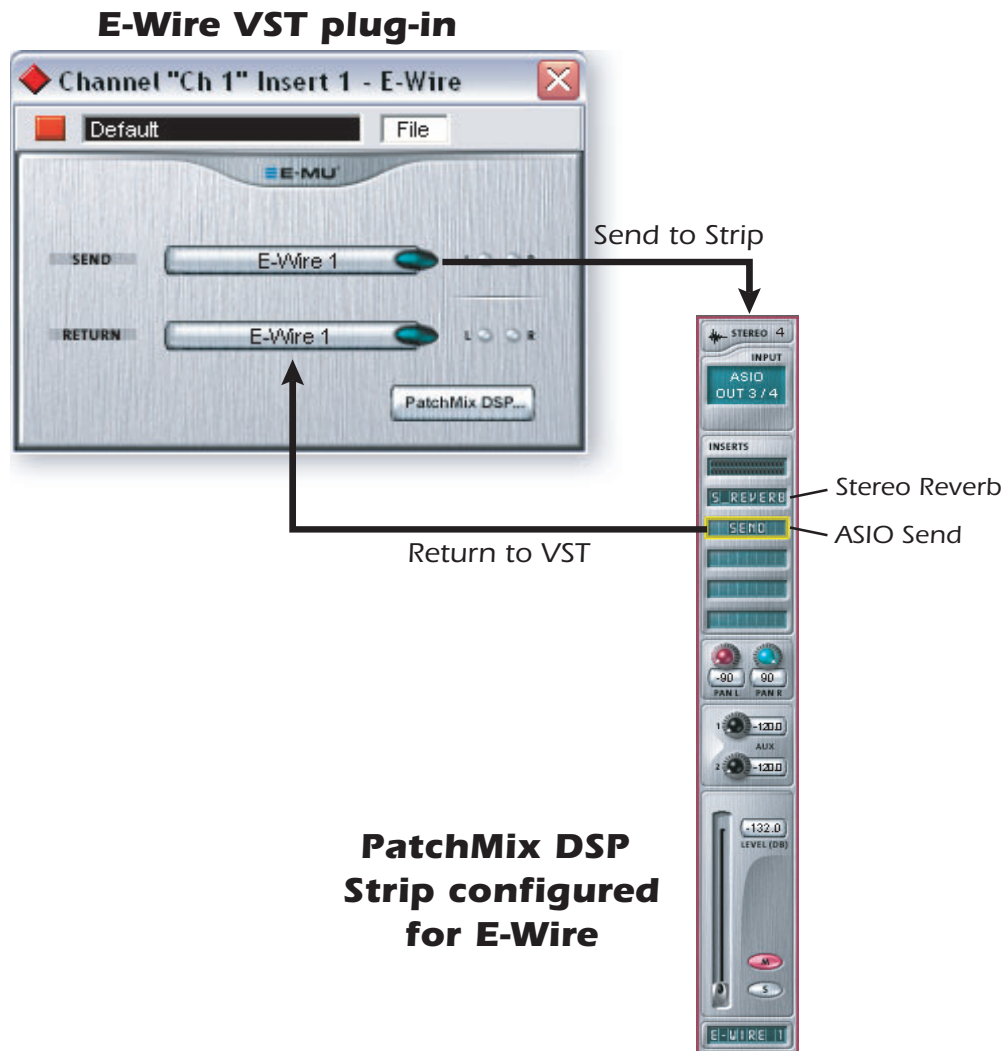 E-Wire VST plug-in
Channel "Ch 1" Insert 1 - E-Wire
Default
File
E-MU
SEND
E-Wire 1
RETURN
E-Wire 1
L
R
PatchMix DSP...
Send to Strip
Return to VST
STEREO 4
INPUT
ASIO
OUT 3 / 4
INSERTS
S_REVERB
SEND
Stereo Reverb
ASIO Send
-90
90
PAN L
PAN R
1
-120.0
AUX
2
-120.0
-132.0
LEVEL (DB)
M
S
E-WIRE 1
PatchMix DSP
Strip configured
for E-Wire